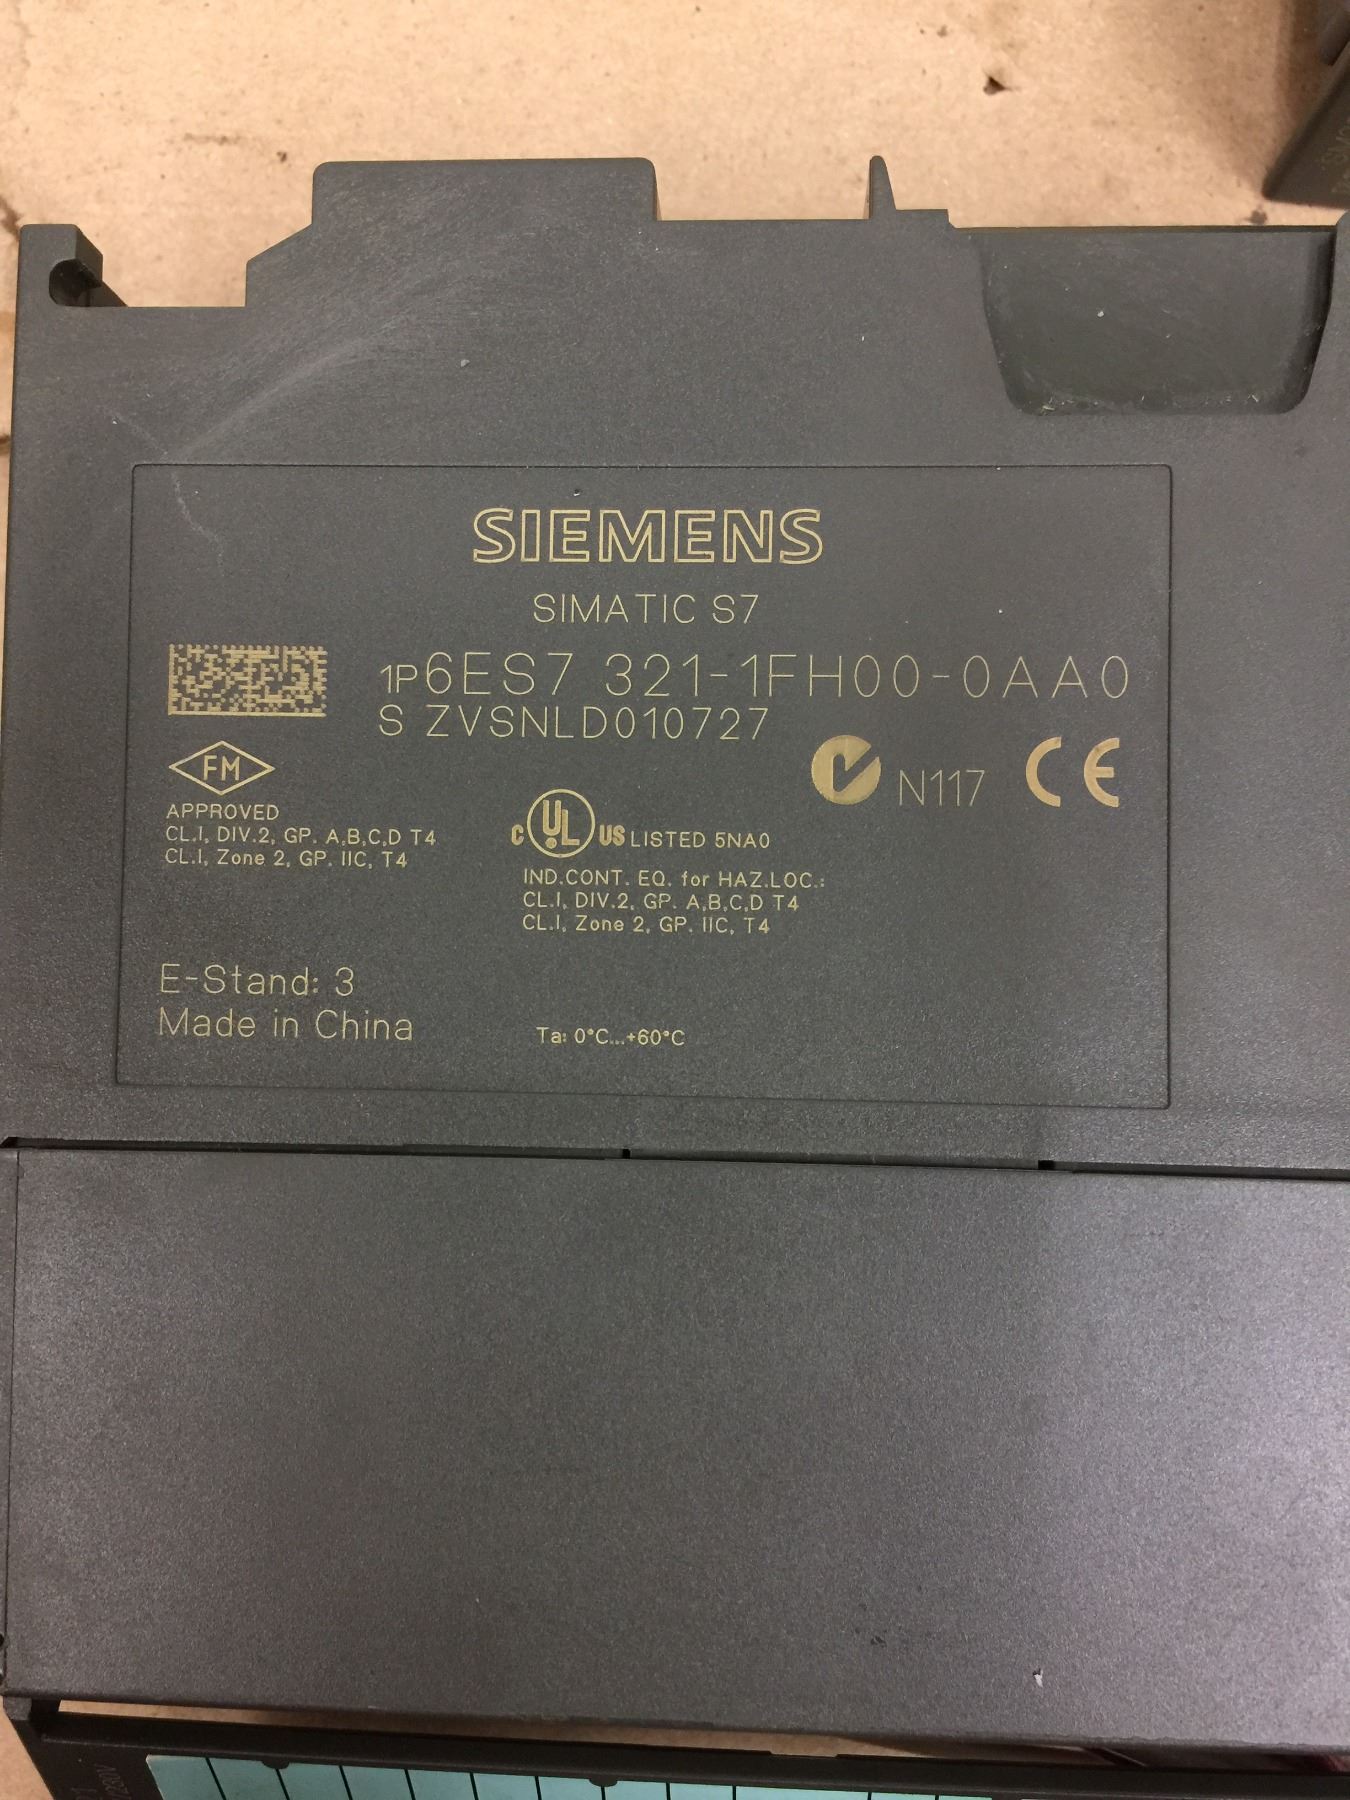 SIEMENS
SIMATIC S7
1P6ES7 321-1FH00-0AA0
S ZVSNLD010727
FM
APPROVED
CL.I, DIV.2, GP. A,B,C,D T4
CL.I, Zone 2, GP. IIC, T4
C UL US LISTED 5NA0
IND.CONT. EQ. for HAZ.LOC.:
CL.I, DIV.2, GP. A,B,C,D T4
CL.I, Zone 2, GP. IIC, T4
N117 CE
E-Stand: 3
Made in China
Ta: 0°C...+60°C